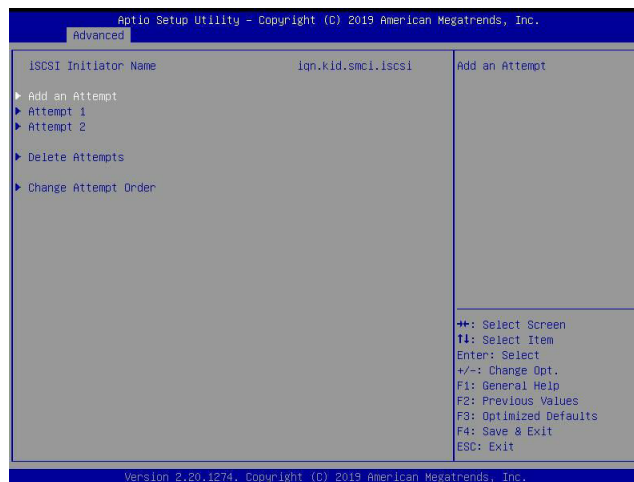 Aptio Setup Utility – Copyright (C) 2019 American Megatrends, Inc.
Advanced
iSCSI Initiator Name iqn.kid.smci.iscsi
Add an Attempt
Attempt 1
Attempt 2
Delete Attempts
Change Attempt Order
Add an Attempt
→←: Select Screen
↑↓: Select Item
Enter: Select
+/-: Change Opt.
F1: General Help
F2: Previous Values
F3: Optimized Defaults
F4: Save & Exit
ESC: Exit
Version 2.20.1274. Copyright (C) 2019 American Megatrends, Inc.